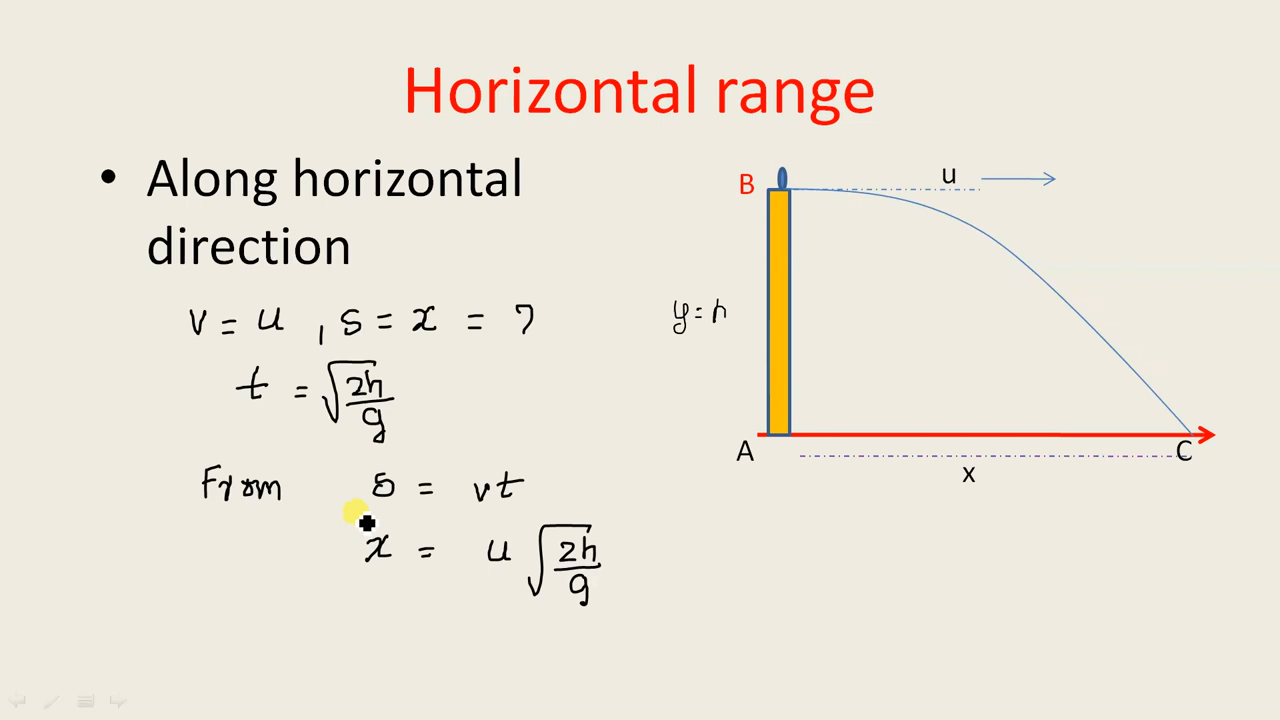 Horizontal range
• Along horizontal
direction
v = u , s = x = ?
t = √(2h/g)
From s = vt
x = u √(2h/g)
B
u
y = h
A
C
x